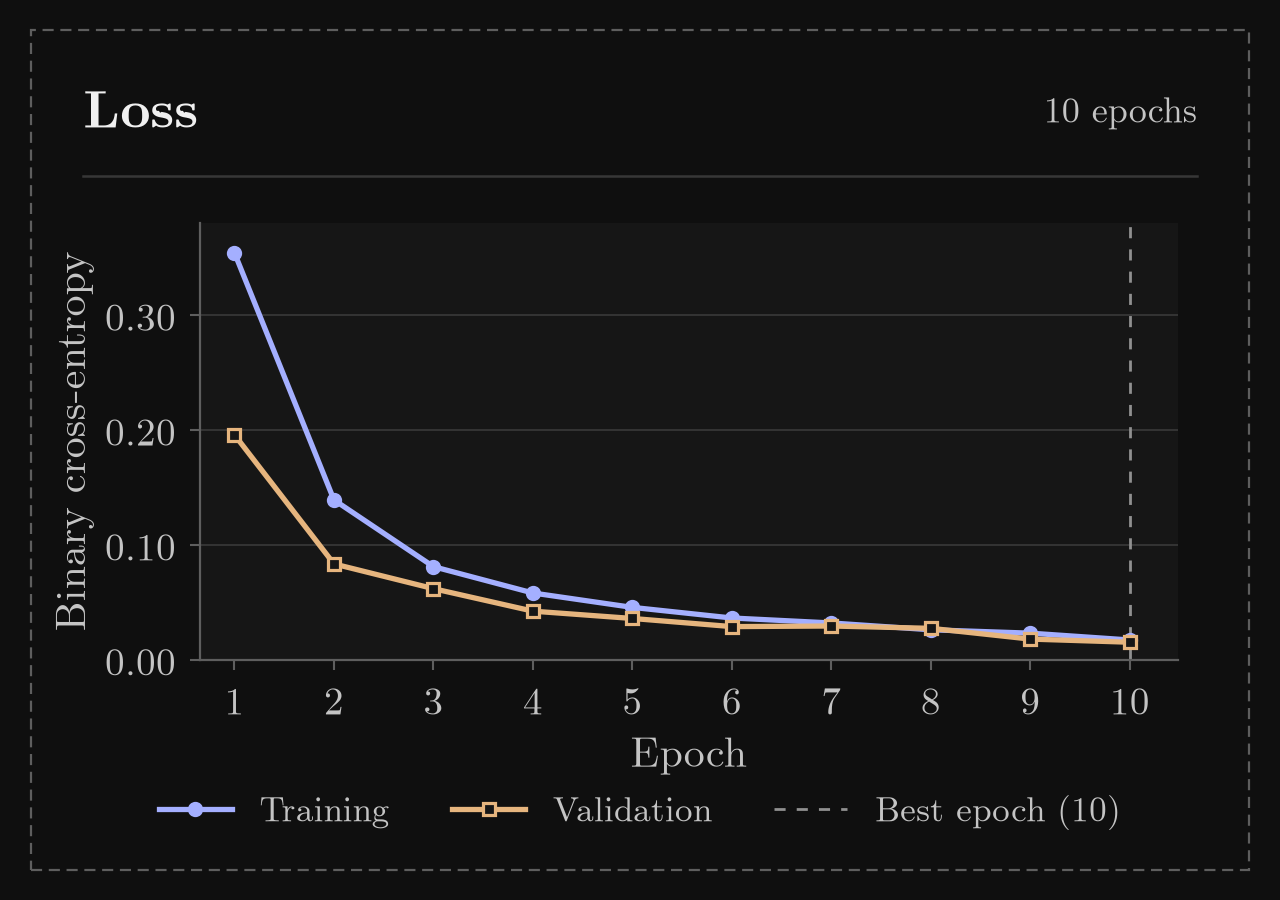 Loss
10 epochs
Binary cross-entropy
0.30
0.20
0.10
0.00
1 2 3 4 5 6 7 8 9 10
Epoch
Training Validation Best epoch (10)